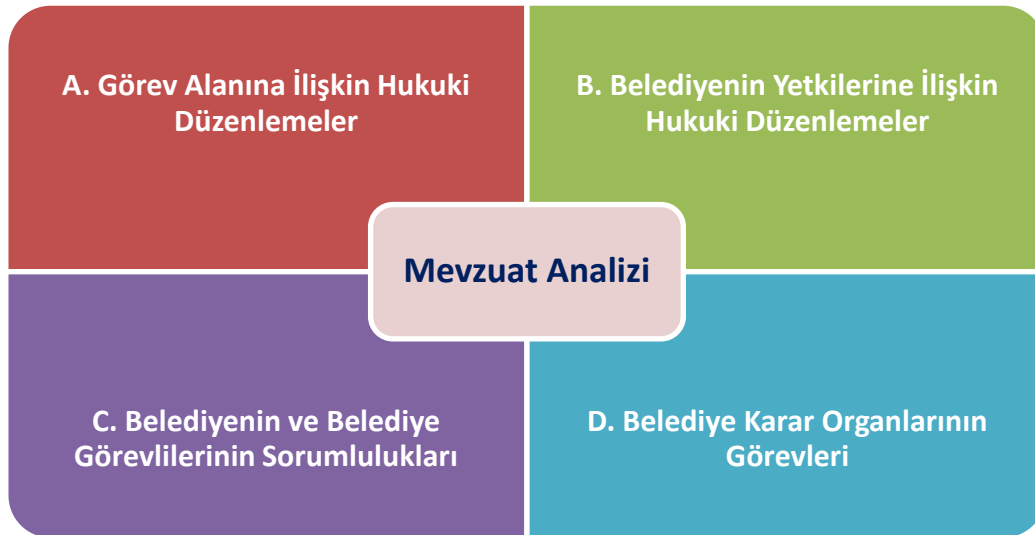 A. Görev Alanına İlişkin Hukuki
Düzenlemeler
B. Belediyenin Yetkilerine İlişkin
Hukuki Düzenlemeler
Mevzuat Analizi
C. Belediyenin ve Belediye
Görevlilerinin Sorumlulukları
D. Belediye Karar Organlarının
Görevleri